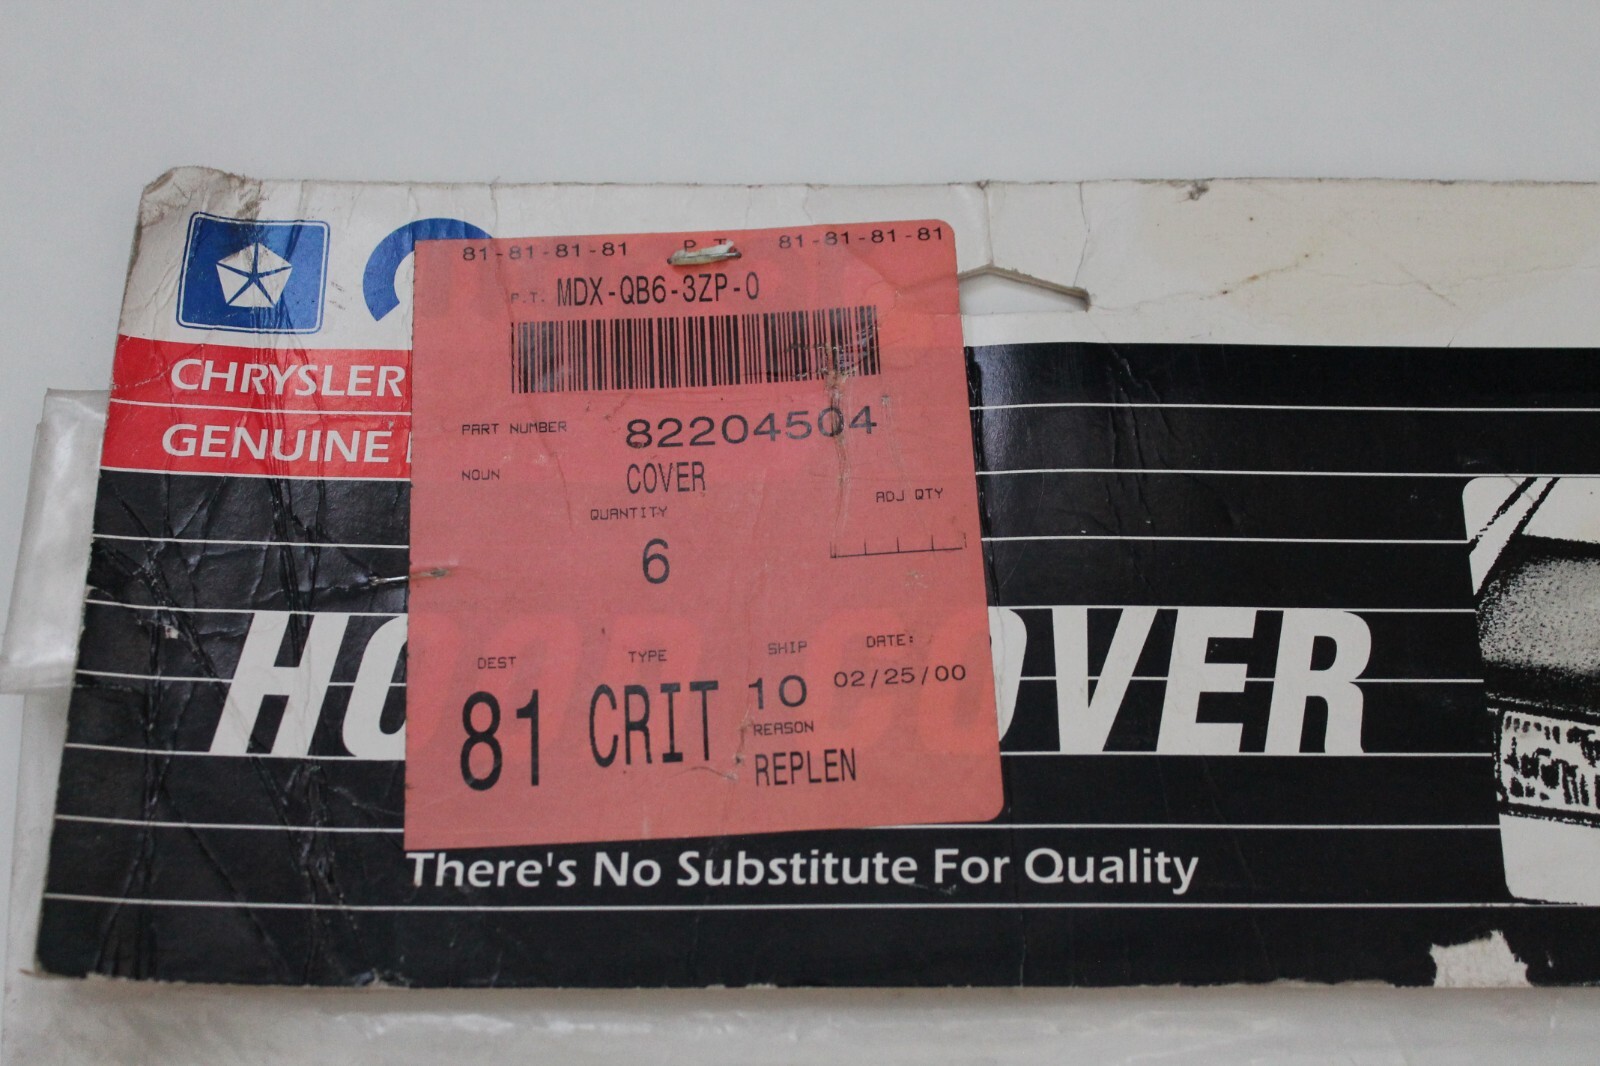 81-81-81-81 P.T. 81-81-81-81
P.T. MDX-QB6-3ZP-0
CHRYSLER
GENUINE
PART NUMBER 82204504
NOUN COVER
QUANTITY ADJ QTY
6
HOOD COVER
DEST TYPE SHIP DATE:
81 CRIT 10 02/25/00
REASON
REPLEN
There's No Substitute For Quality